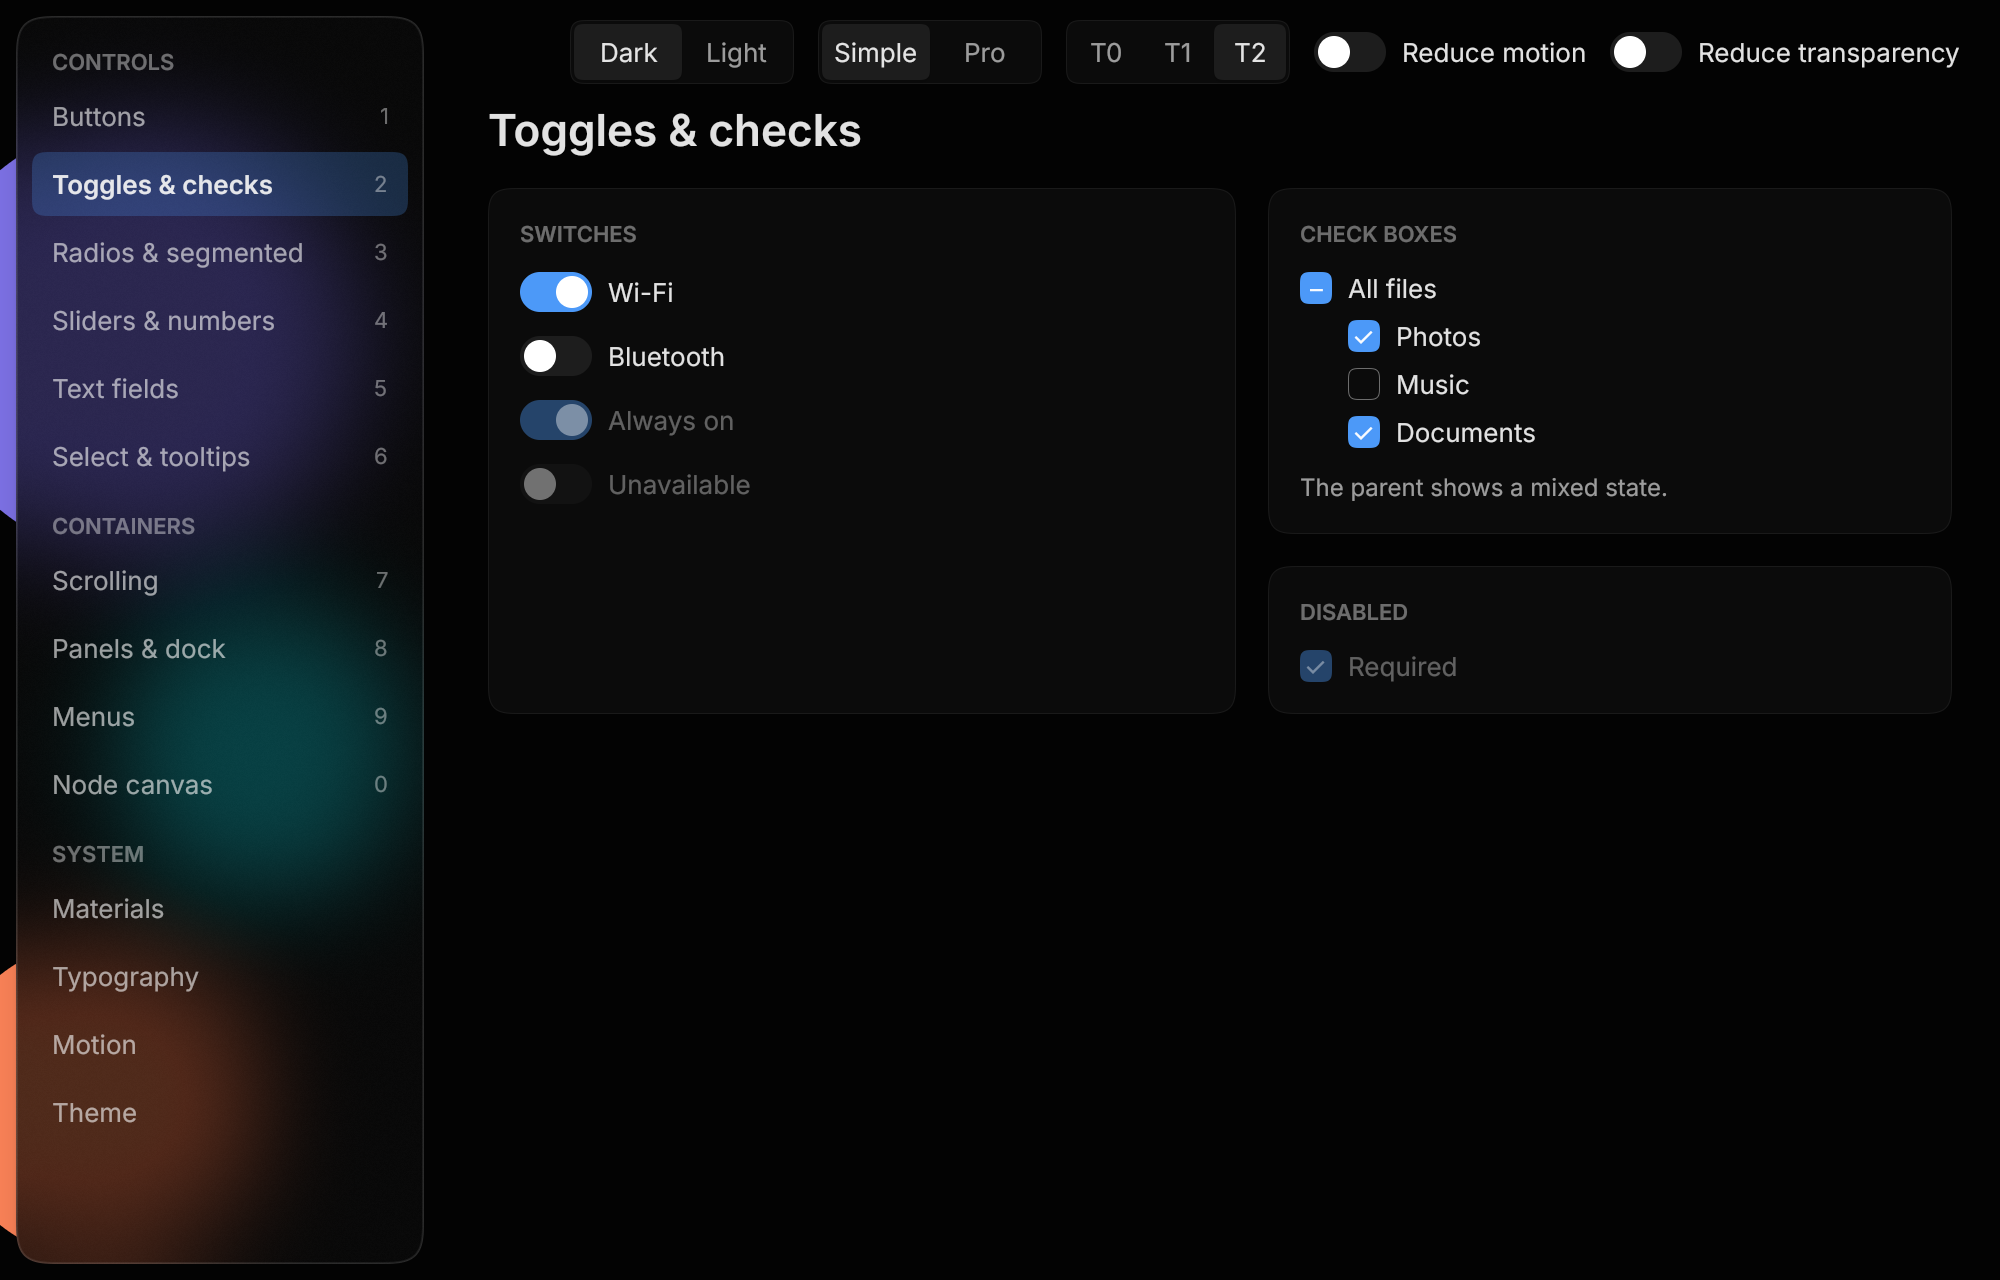 CONTROLS
Buttons 1
Toggles & checks 2
Radios & segmented 3
Sliders & numbers 4
Text fields 5
Select & tooltips 6
CONTAINERS
Scrolling 7
Panels & dock 8
Menus 9
Node canvas 0
SYSTEM
Materials
Typography
Motion
Theme
Dark Light Simple Pro T0 T1 T2 Reduce motion Reduce transparency
Toggles & checks
SWITCHES
Wi-Fi
Bluetooth
Always on
Unavailable
CHECK BOXES
All files
Photos
Music
Documents
The parent shows a mixed state.
DISABLED
Required